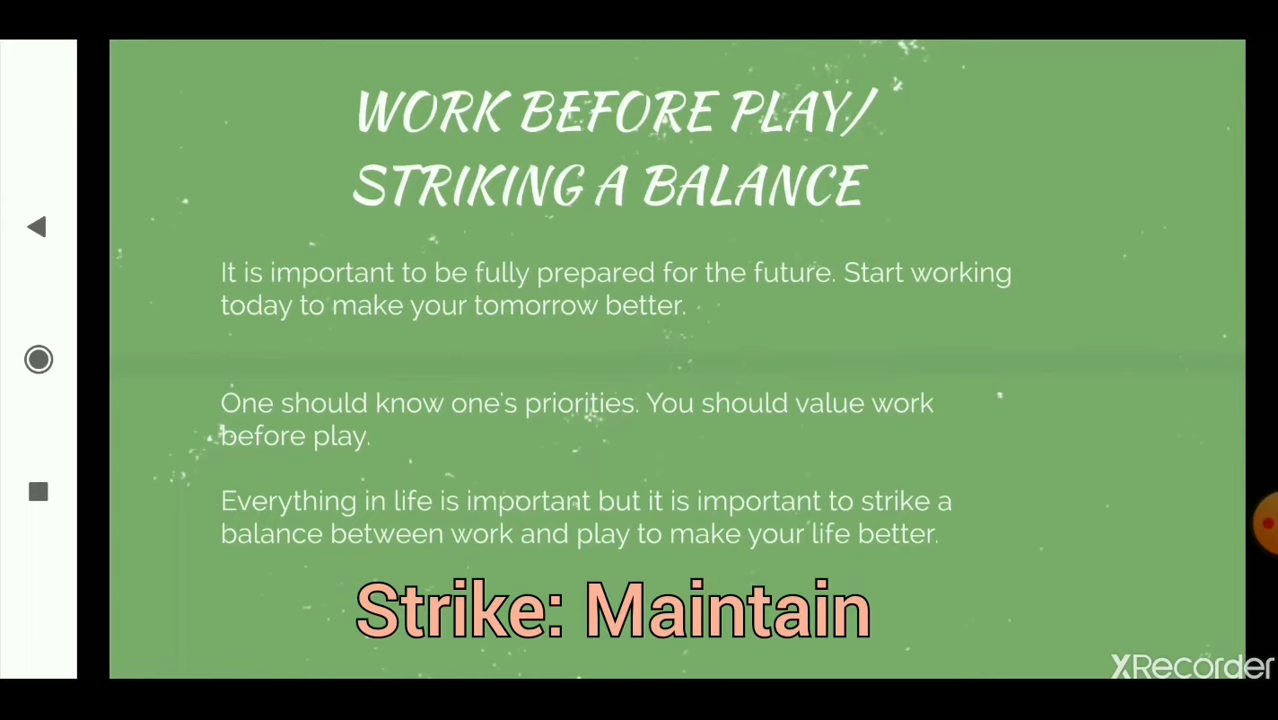 WORK BEFORE PLAY/
STRIKING A BALANCE
It is important to be fully prepared for the future. Start working
today to make your tomorrow better.
One should know one's priorities. You should value work
before play.
Everything in life is important but it is important to strike a
balance between work and play to make your life better.
Strike: Maintain
XRecorder